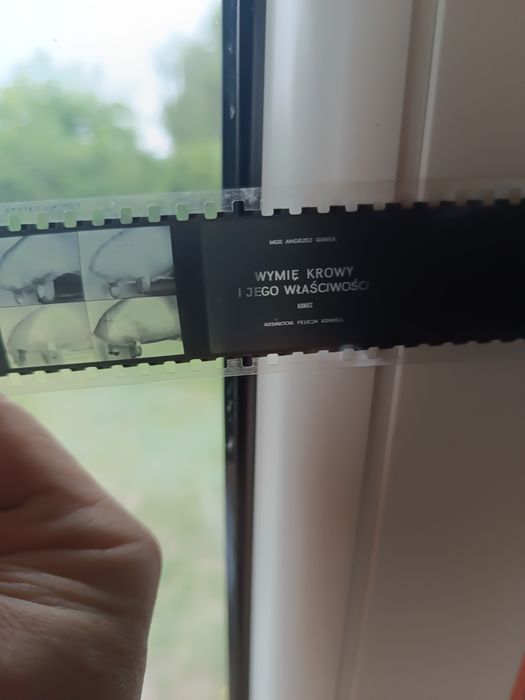 MGR ANDRZEJ
WYMIĘ KROWY
I JEGO WŁAŚCIWOŚCI
KONIEC
REDAKTOR FELICJA